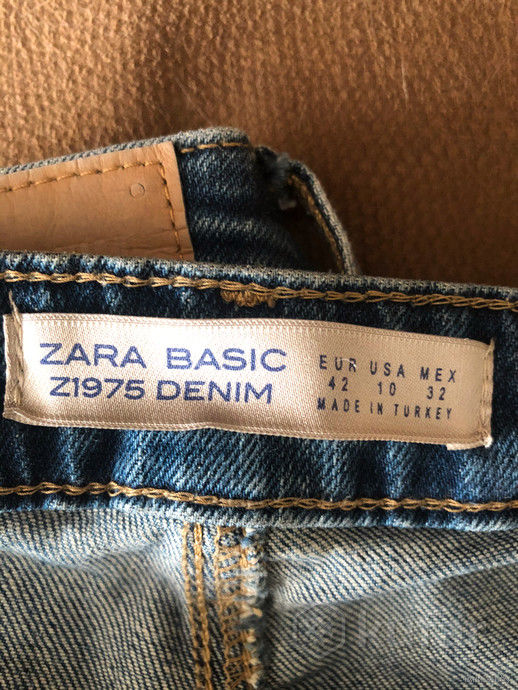 ZARA BASIC
Z1975 DENIM
EUR USA MEX
42 10 32
MADE IN TURKEY